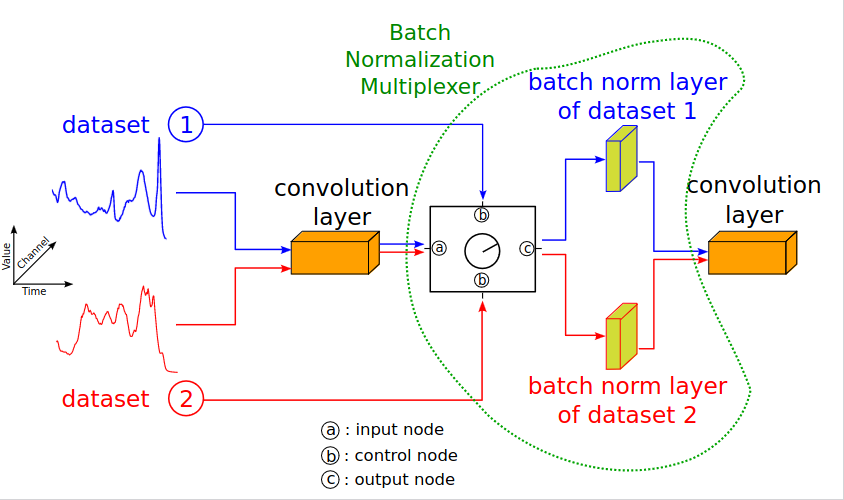 Batch
Normalization
Multiplexer
batch norm layer
of dataset 1
dataset 1
convolution
layer
convolution
layer
b
a
c
b
Value
Channel
Time
dataset 2
batch norm layer
of dataset 2
a : input node
b : control node
c : output node